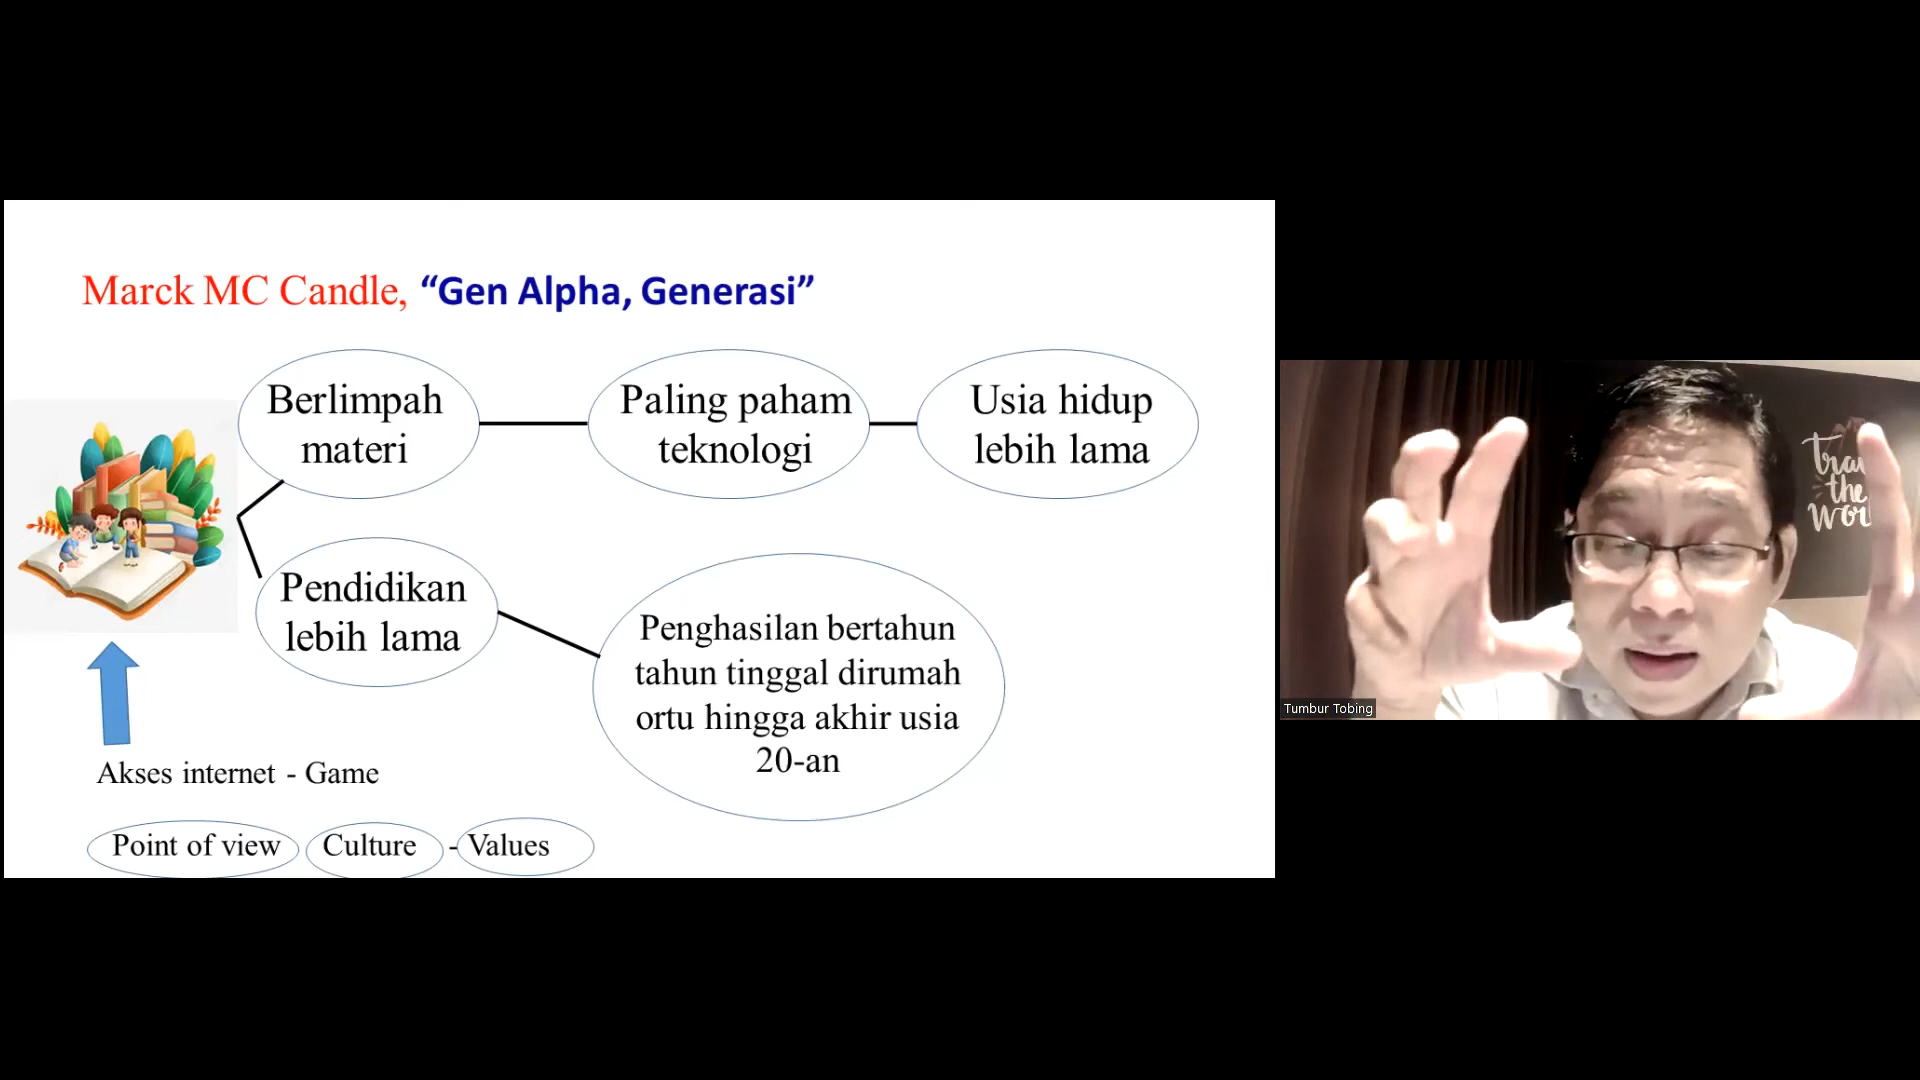 Marck MC Candle, “Gen Alpha, Generasi”
Berlimpah
materi
Paling paham
teknologi
Usia hidup
lebih lama
Pendidikan
lebih lama
Penghasilan bertahun
tahun tinggal dirumah
ortu hingga akhir usia
20-an
Akses internet - Game
Point of view Culture - Values
the
Tumbur Tobing